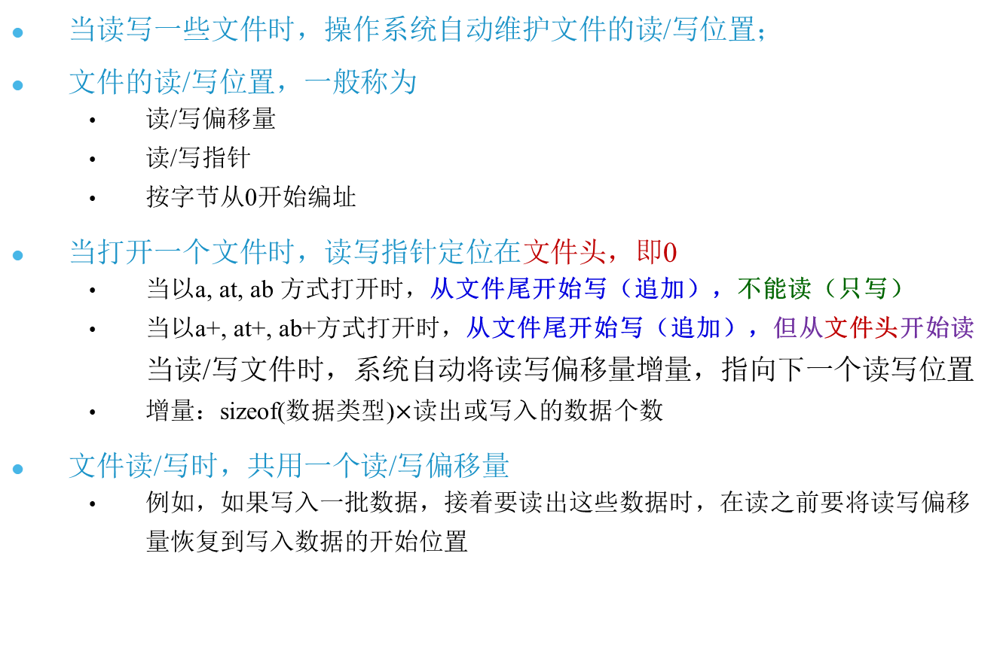 当读写一些文件时，操作系统自动维护文件的读/写位置；
文件的读/写位置，一般称为
读/写偏移量
读/写指针
按字节从0开始编址
当打开一个文件时，读写指针定位在文件头，即0
当以a, at, ab 方式打开时，从文件尾开始写（追加），不能读（只写）
当以a+, at+, ab+方式打开时，从文件尾开始写（追加），但从文件头开始读
当读/写文件时，系统自动将读写偏移量增量，指向下一个读写位置
增量：sizeof(数据类型)×读出或写入的数据个数
文件读/写时，共用一个读/写偏移量
例如，如果写入一批数据，接着要读出这些数据时，在读之前要将读写偏移
量恢复到写入数据的开始位置